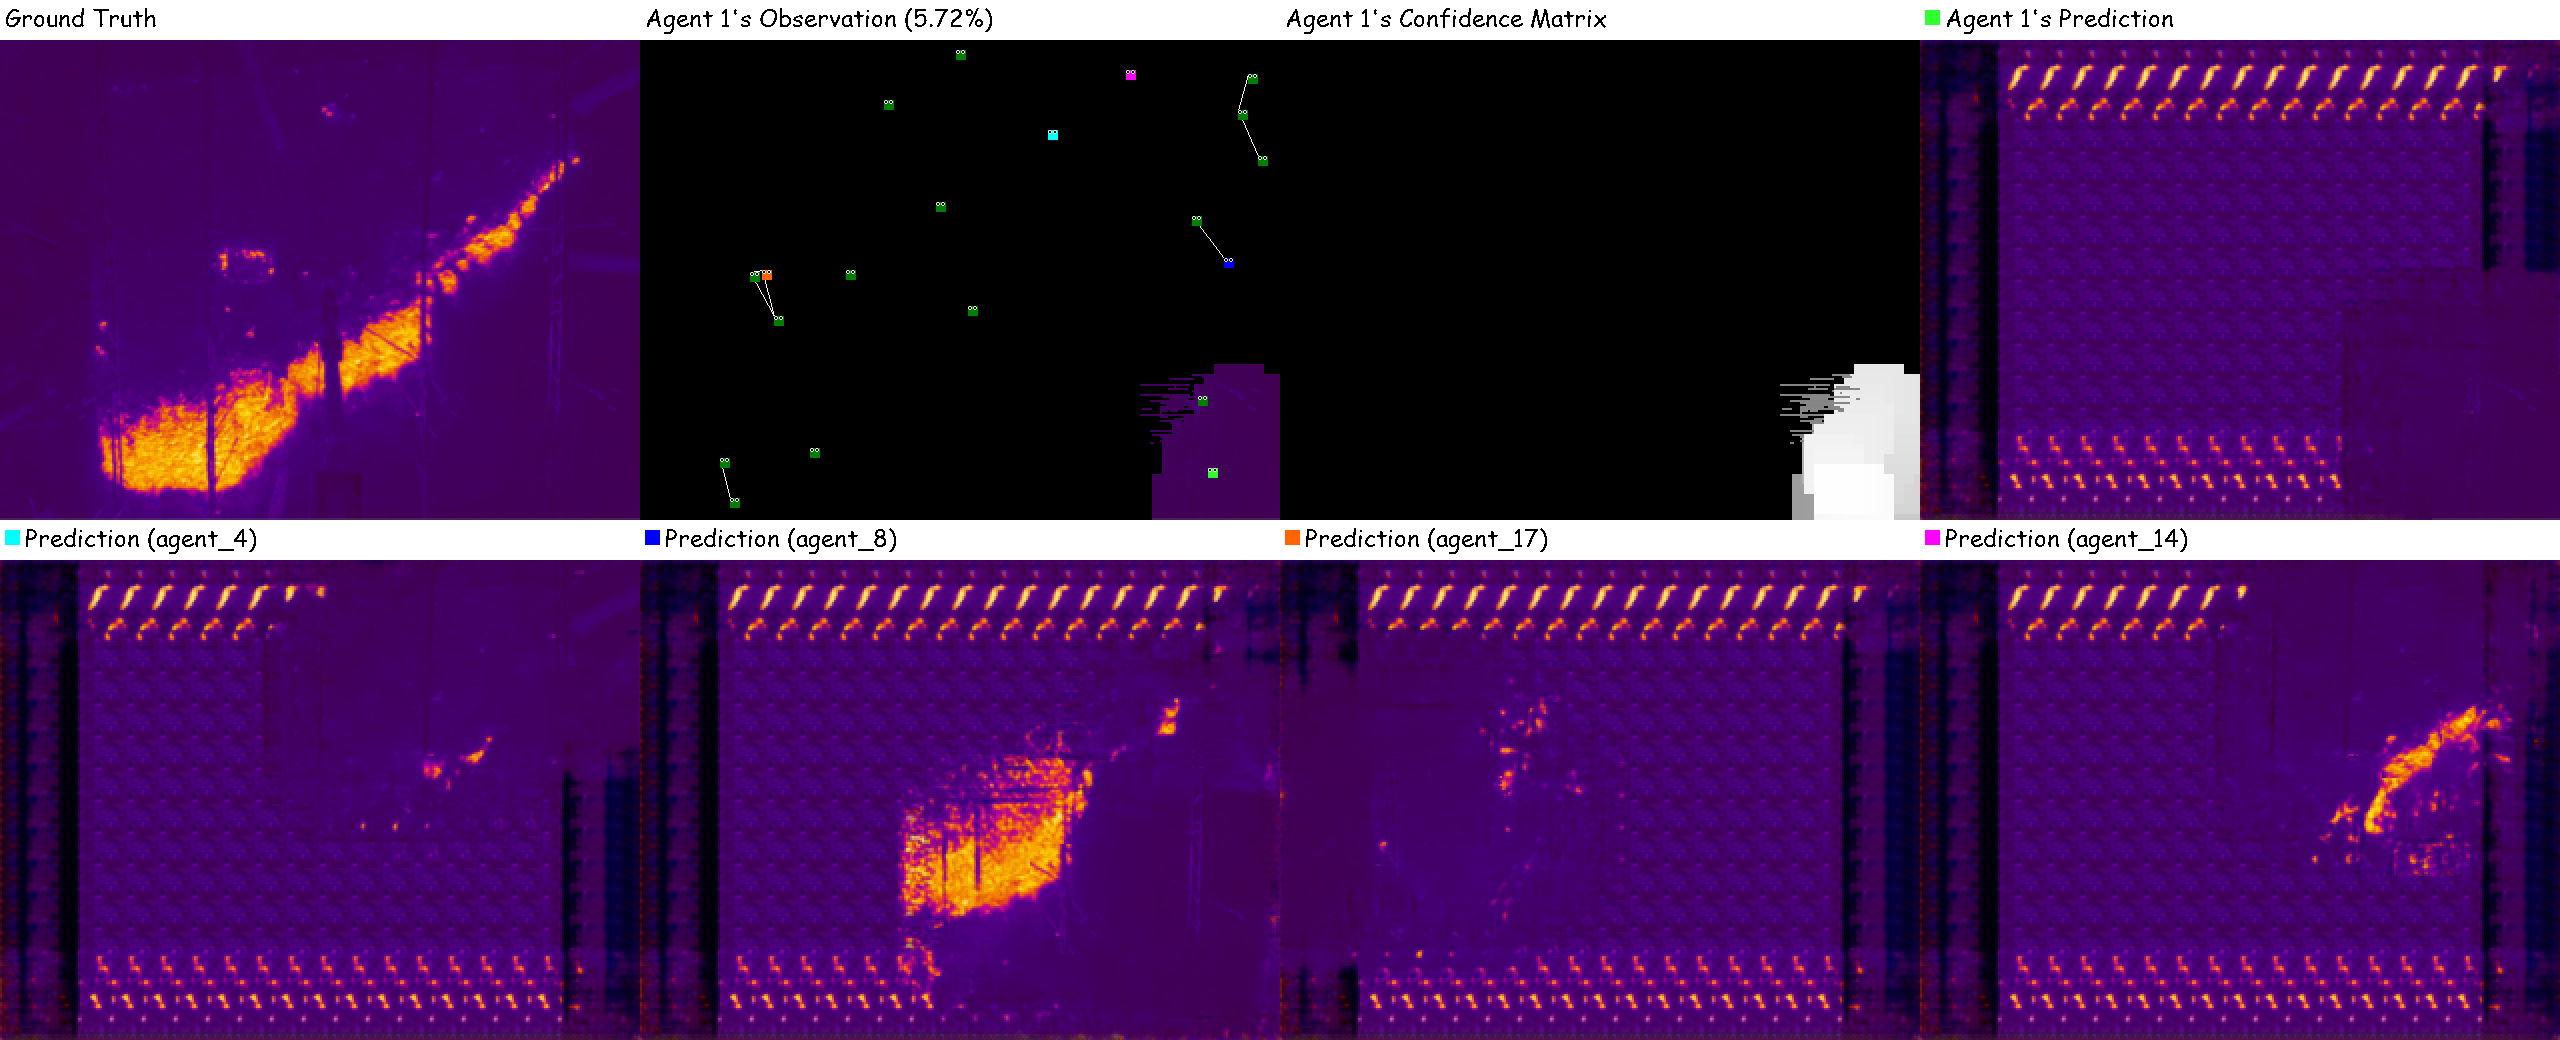 Ground Truth
Agent 1's Observation (5.72%)
Agent 1's Confidence Matrix
Agent 1's Prediction
Prediction (agent_4)
Prediction (agent_8)
Prediction (agent_17)
Prediction (agent_14)